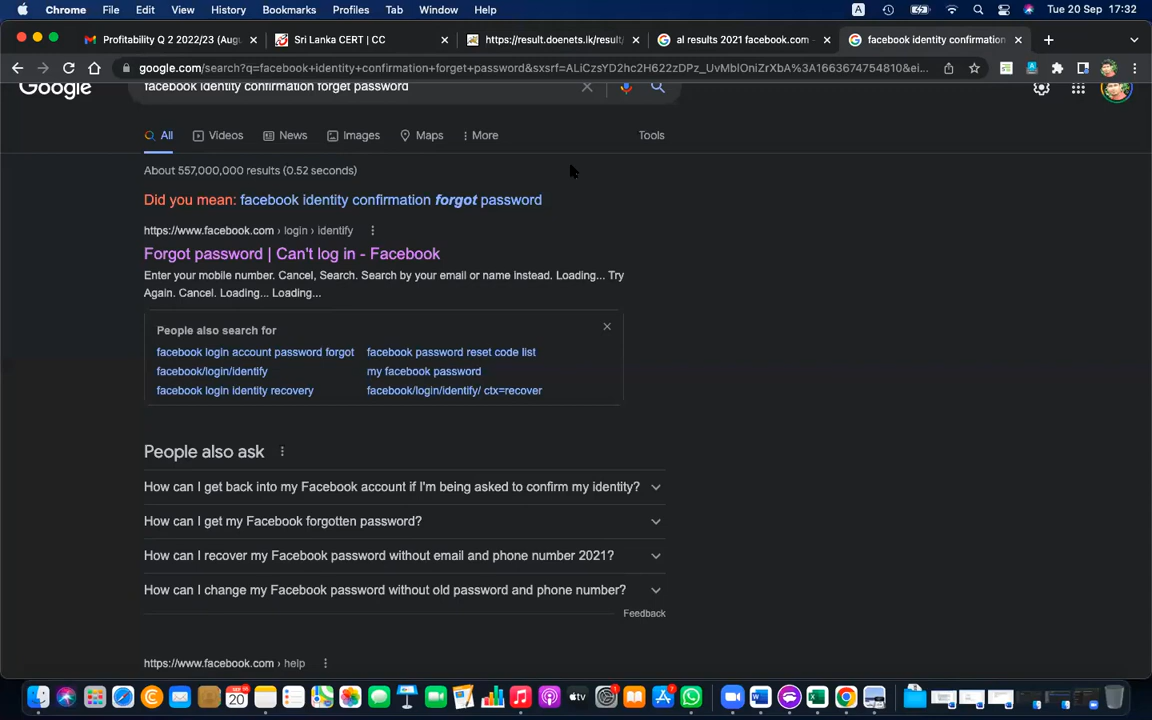 Chrome File Edit View History Bookmarks Profiles Tab Window Help A Tue 20 Sep 17:32
Profitability Q 2 2022/23 (Augu Sri Lanka CERT | CC https://result.doenets.lk/result/ al results 2021 facebook.com - facebook identity confirmation
google.com/search?q=facebook+identity+confirmation+forget+password&sxsrf=ALiCzsYD2hc2H622zDPz_UvMblOniZrXbA%3A1663674754810&ei...
Google facebook identity confirmation forget password
All Videos News Images Maps More Tools
About 557,000,000 results (0.52 seconds)
Did you mean: facebook identity confirmation forgot password
https://www.facebook.com › login › identify
Forgot password | Can't log in - Facebook
Enter your mobile number. Cancel, Search. Search by your email or name instead. Loading... Try
Again. Cancel. Loading... Loading...
People also search for
facebook login account password forgot facebook password reset code list
facebook/login/identify my facebook password
facebook login identity recovery facebook/login/identify/ ctx=recover
People also ask
How can I get back into my Facebook account if I'm being asked to confirm my identity?
How can I get my Facebook forgotten password?
How can I recover my Facebook password without email and phone number 2021?
How can I change my Facebook password without old password and phone number?
Feedback
https://www.facebook.com › help
20 tv